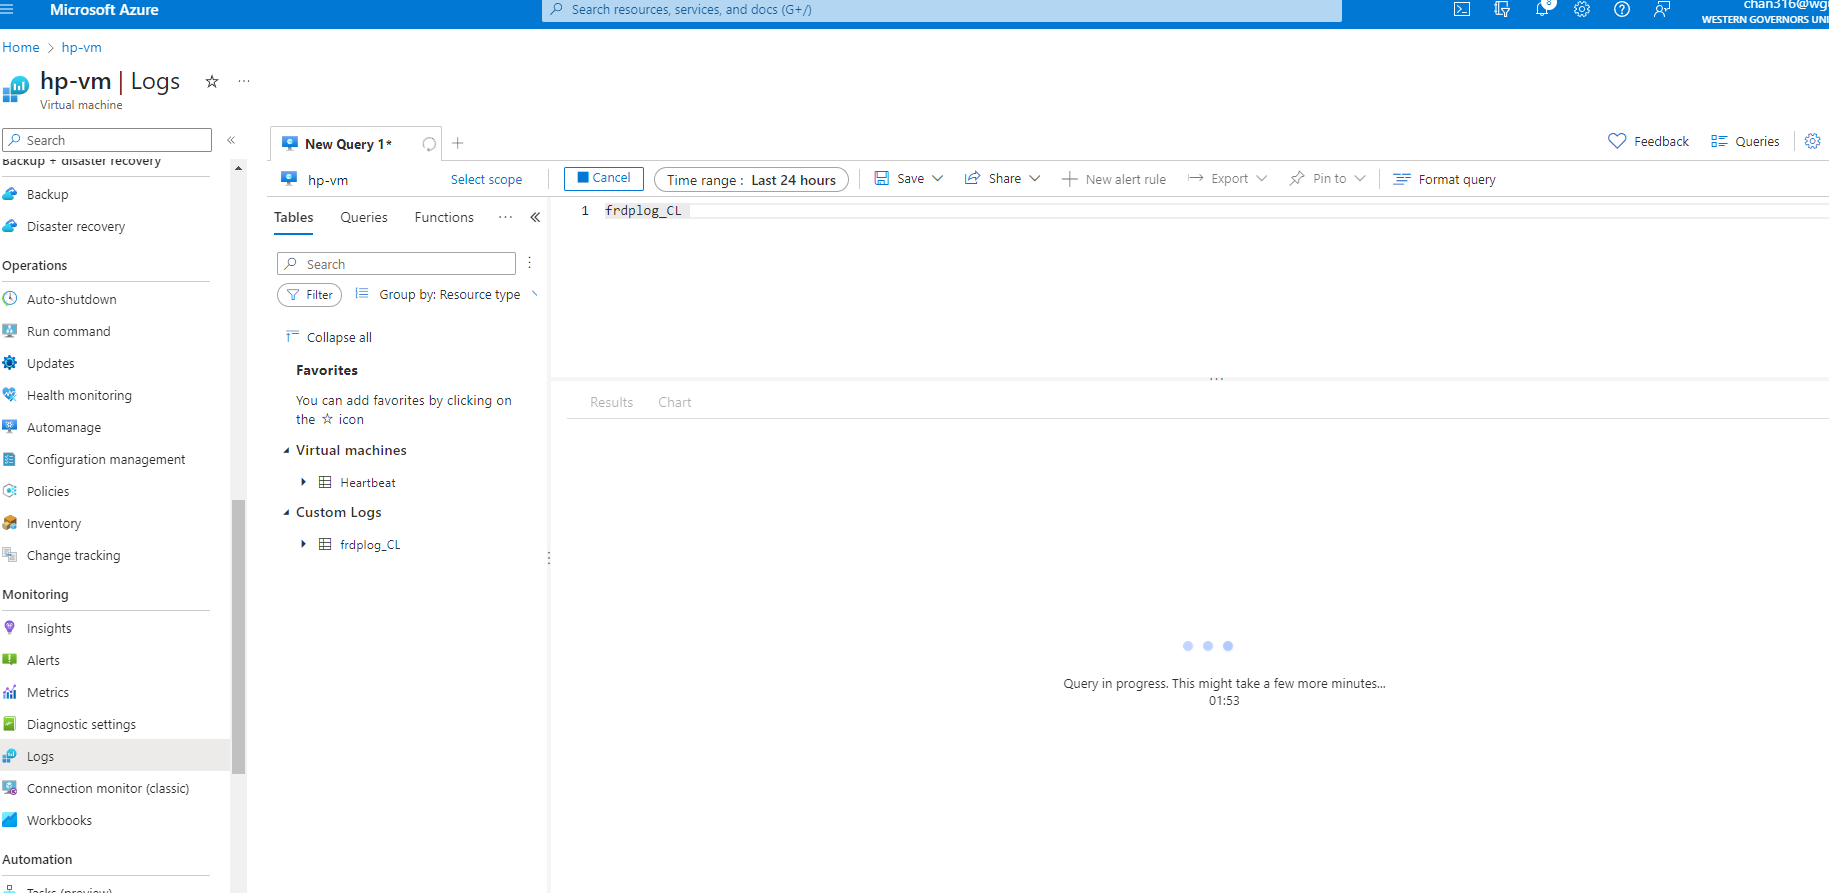 Microsoft Azure
Search resources, services, and docs (G+/)
8
WESTERN GOVERNORS UNI
Home > hp-vm
hp-vm | Logs
Virtual machine
Search
Backup + disaster recovery
Backup
Disaster recovery
Operations
Auto-shutdown
Run command
Updates
Health monitoring
Automanage
Configuration management
Policies
Inventory
Change tracking
Monitoring
Insights
Alerts
Metrics
Diagnostic settings
Logs
Connection monitor (classic)
Workbooks
Automation
Tasks (preview)
New Query 1*
Feedback
Queries
hp-vm
Select scope
Cancel
Time range : Last 24 hours
Save
Share
New alert rule
Export
Pin to
Format query
Tables
Queries
Functions
Search
Filter
Group by: Resource type
Collapse all
Favorites
You can add favorites by clicking on
the ☆ icon
Virtual machines
Heartbeat
Custom Logs
frdplog_CL
1 frdplog_CL
Results
Chart
Query in progress. This might take a few more minutes...
01:53